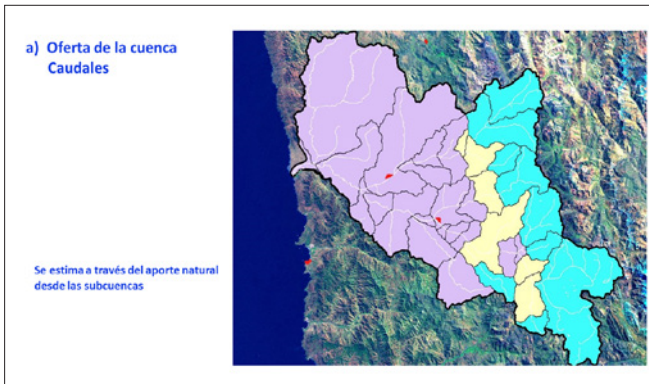 a) Oferta de la cuenca
Caudales
Se estima a través del aporte natural
desde las subcuencas